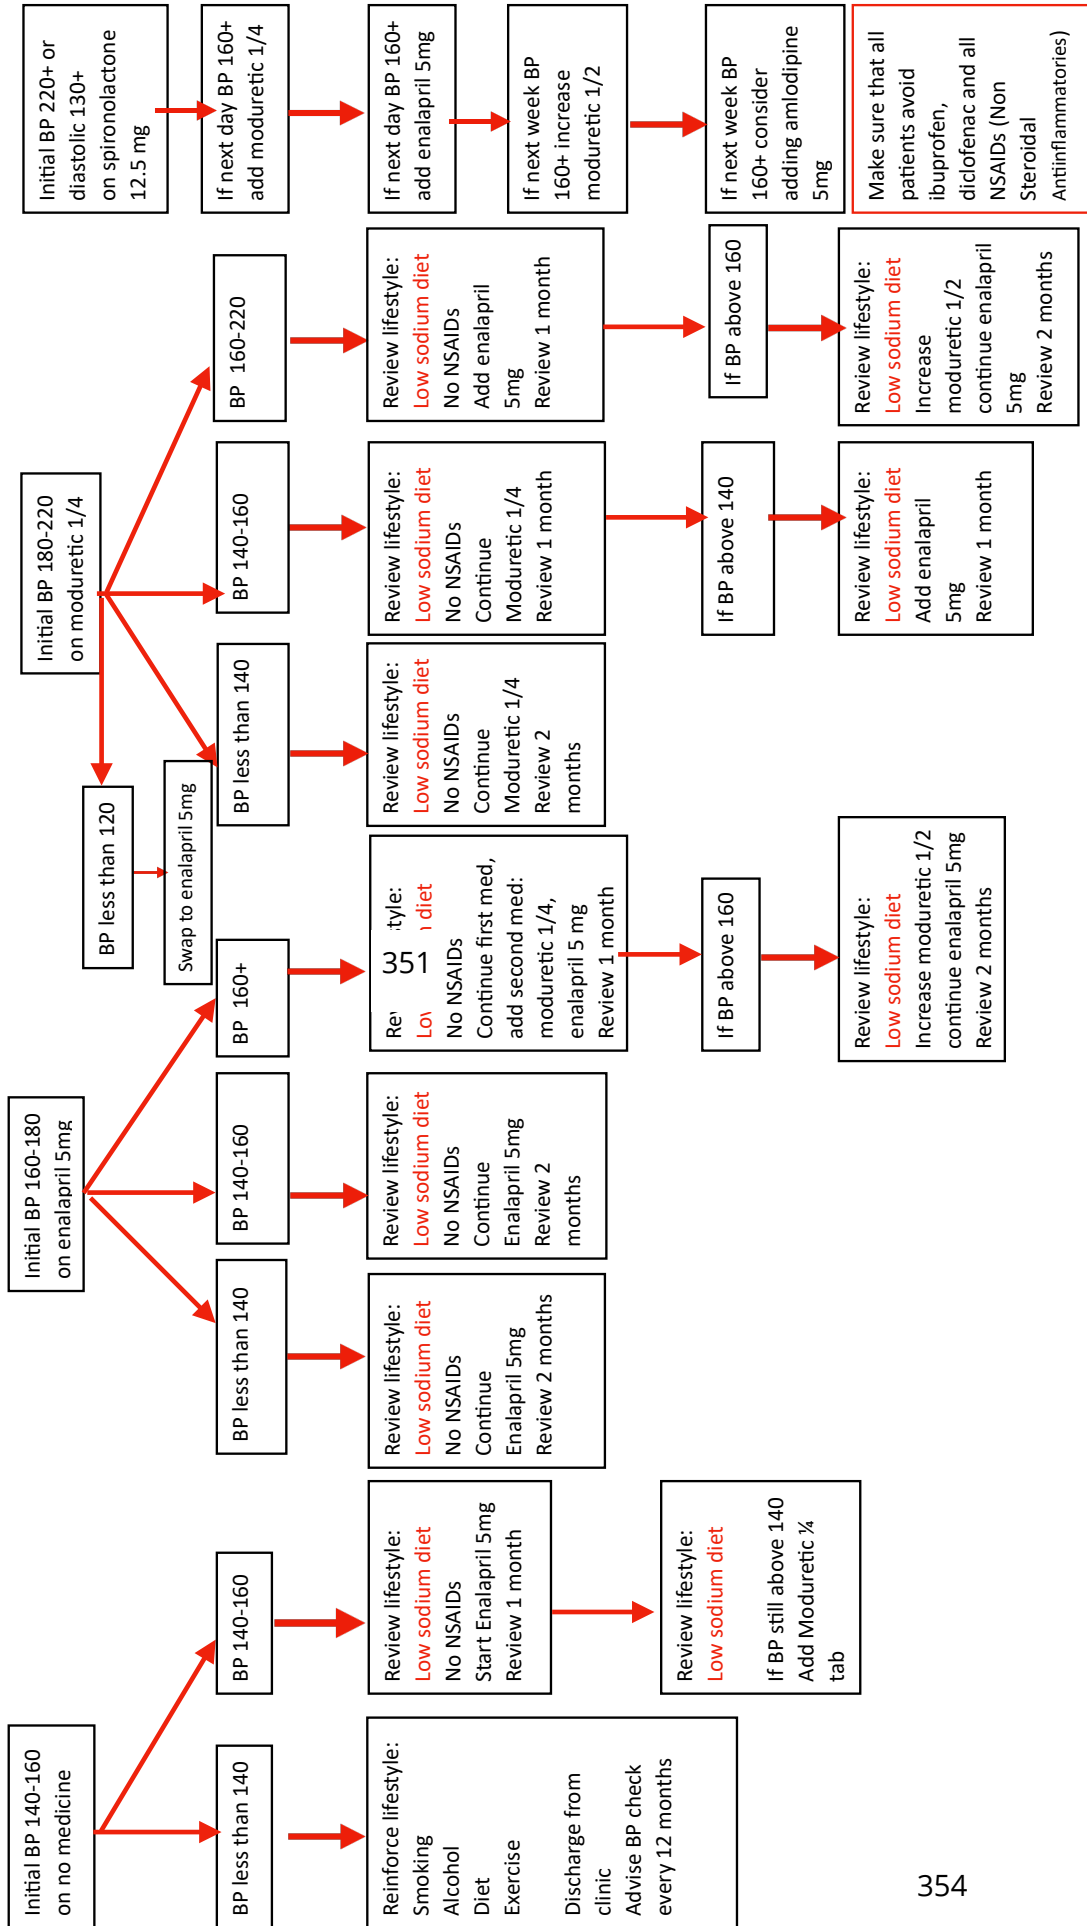 Initial BP 140-160
on no medicine
BP less than 140
Reinforce lifestyle:
Smoking
Alcohol
Diet
Exercise
Discharge from
clinic
Advise BP check
every 12 months
BP 140-160
Review lifestyle:
Low sodium diet
No NSAIDs
Start Enalapril 5mg
Review 1 month
Review lifestyle:
Low sodium diet
If BP still above 140
Add Moduretic ¼
tab
Initial BP 160-180
on enalapril 5mg
BP less than 140
Review lifestyle:
Low sodium diet
No NSAIDs
Continue
Enalapril 5mg
Review 2 months
BP 140-160
Review lifestyle:
Low sodium diet
No NSAIDs
Continue
Enalapril 5mg
Review 2
months
BP 160+
style:
diet
No NSAIDs
Continue first med,
add second med:
moduretic 1/4,
enalapril 5 mg
Review 1 month
351
If BP above 160
Review lifestyle:
Low sodium diet
Increase moduretic 1/2
continue enalapril 5mg
Review 2 months
Initial BP 180-220
on moduretic 1/4
BP less than 120
Swap to enalapril 5mg
BP less than 140
Review lifestyle:
Low sodium diet
No NSAIDs
Continue
Moduretic 1/4
Review 2
months
BP 140-160
Review lifestyle:
Low sodium diet
No NSAIDs
Continue
Moduretic 1/4
Review 1 month
If BP above 140
Review lifestyle:
Low sodium diet
Add enalapril
5mg
Review 1 month
BP 160-220
Review lifestyle:
Low sodium diet
No NSAIDs
Add enalapril
5mg
Review 1 month
If BP above 160
Review lifestyle:
Low sodium diet
Increase
moduretic 1/2
continue enalapril
5mg
Review 2 months
Initial BP 220+ or
diastolic 130+
on spironolactone
12.5 mg
If next day BP 160+
add moduretic 1/4
If next day BP 160+
add enalapril 5mg
If next week BP
160+ increase
moduretic 1/2
If next week BP
160+ consider
adding amlodipine
5mg
Make sure that all
patients avoid
ibuprofen,
diclofenac and all
NSAIDs (Non
Steroidal
Antiinflammatories)
354